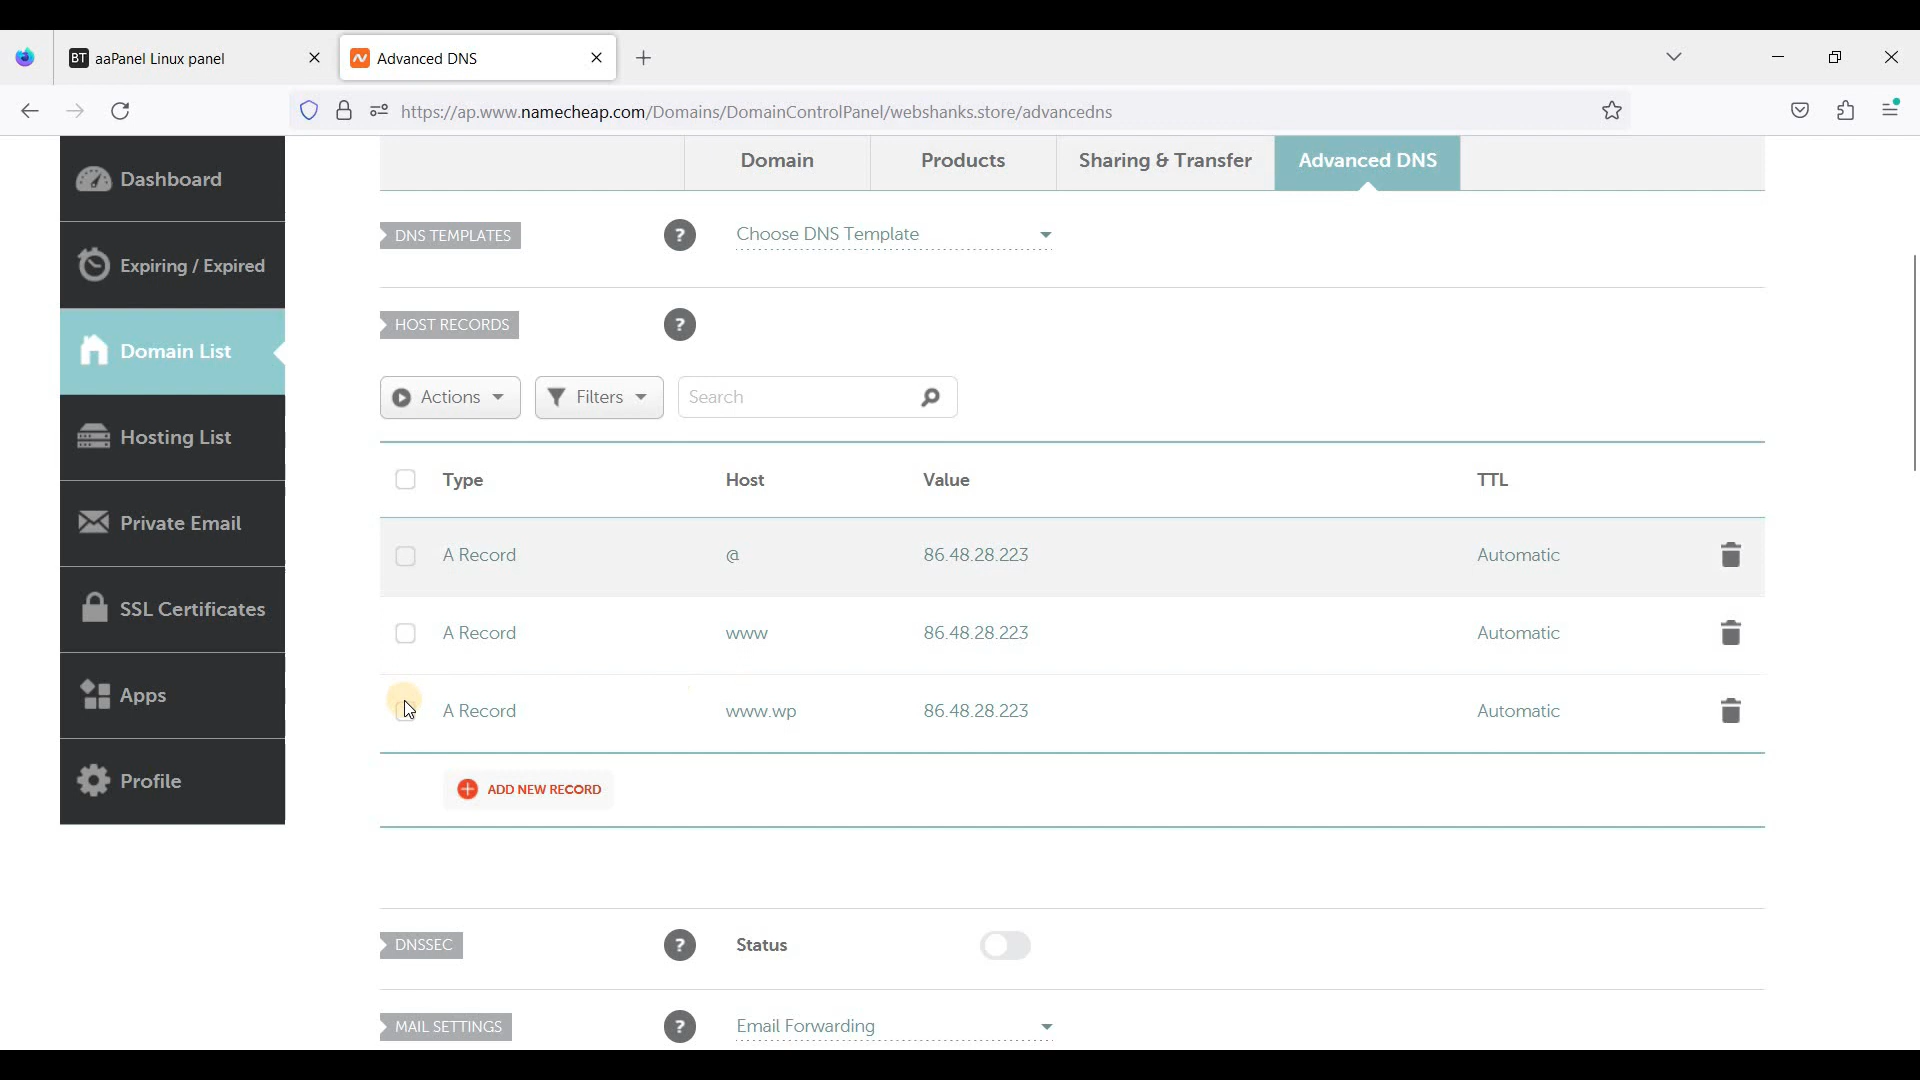 BT aaPanel Linux panel
Advanced DNS
https://ap.www.namecheap.com/Domains/DomainControlPanel/webshanks.store/advancedns
Dashboard
Expiring / Expired
Domain List
Hosting List
Private Email
SSL Certificates
Apps
Profile
Domain Products Sharing & Transfer Advanced DNS
DNS TEMPLATES ? Choose DNS Template
HOST RECORDS ?
Actions Filters Search
Type Host Value TTL
A Record @ 86.48.28.223 Automatic
A Record www 86.48.28.223 Automatic
A Record www.wp 86.48.28.223 Automatic
ADD NEW RECORD
DNSSEC ? Status
MAIL SETTINGS ? Email Forwarding